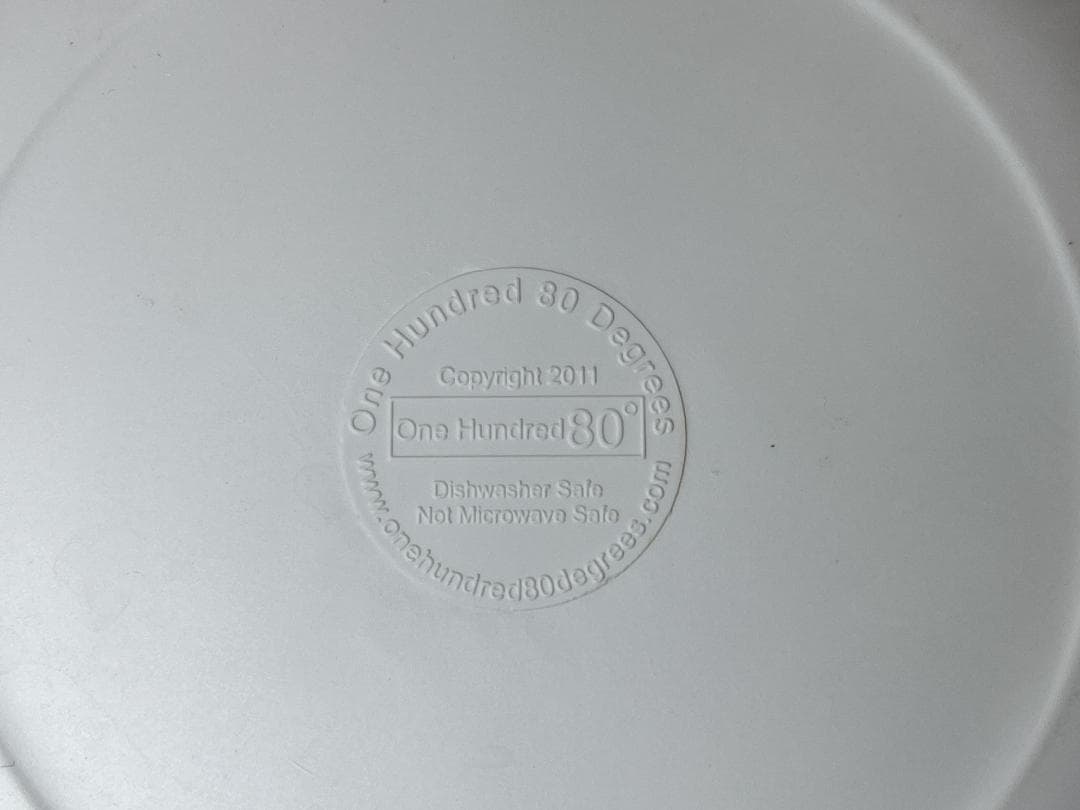 One Hundred 80 Degrees
Copyright 2011
One Hundred 80°
Dishwasher Safe
Not Microwave Safe
www.onehundred80degrees.com